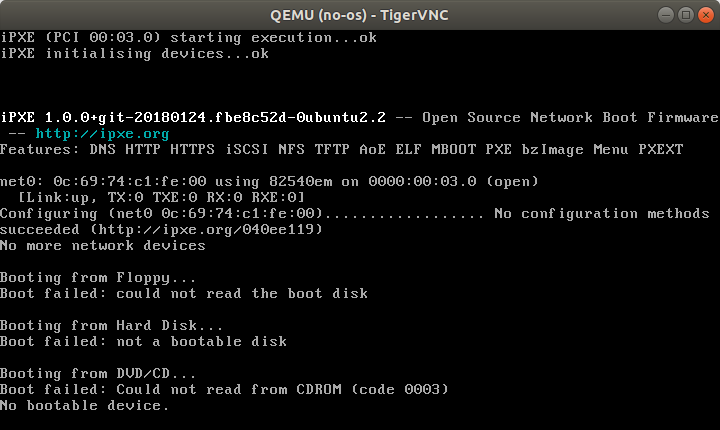 QEMU (no-os) - TigerVNC
iPXE (PCI 00:03.0) starting execution...ok
iPXE initialising devices...ok
iPXE 1.0.0+git-20180124.fbe8c52d-0ubuntu2.2 -- Open Source Network Boot Firmware
-- http://ipxe.org
Features: DNS HTTP HTTPS iSCSI NFS TFTP AoE ELF MBOOT PXE bzImage Menu PXEXT
net0: 0c:69:74:c1:fe:00 using 82540em on 0000:00:03.0 (open)
[Link:up, TX:0 TXE:0 RX:0 RXE:0]
Configuring (net0 0c:69:74:c1:fe:00)................. No configuration methods
succeeded (http://ipxe.org/040ee119)
No more network devices
Booting from Floppy...
Boot failed: could not read the boot disk
Booting from Hard Disk...
Boot failed: not a bootable disk
Booting from DVD/CD...
Boot failed: Could not read from CDROM (code 0003)
No bootable device.